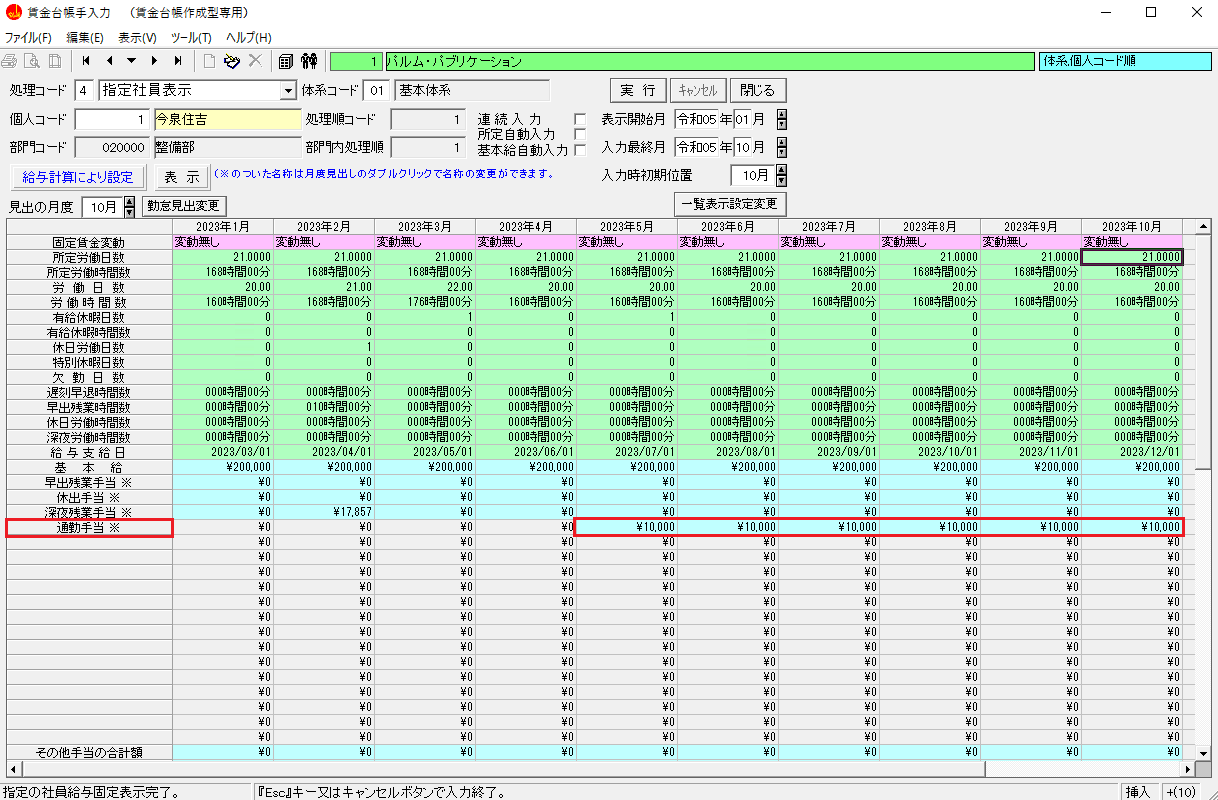 賃金台帳手入力 （賃金台帳作成型専用）
ファイル(F) 編集(E) 表示(V) ツール(T) ヘルプ(H)
1 パルム・パブリケーション 体系,個人コード順
処理コード 4 指定社員表示 体系コード 01 基本体系 実 行 キャンセル 閉じる
個人コード 1 今泉住吉 処理順コード 1 連 続 入 力 表示開始月 令和05 年 01 月
所定自動入力
部門コード 020000 整備部 部門内処理順 1 基本給自動入力 入力最終月 令和05 年 10 月
給与計算により設定 表 示 (※のついた名称は月度見出しのダブルクリックで名称の変更ができます。 入力時初期位置 10月
見出の月度 10月 勤怠見出変更 一覧表示設定変更
2023年1月 2023年2月 2023年3月 2023年4月 2023年5月 2023年6月 2023年7月 2023年8月 2023年9月 2023年10月
固定賃金変動 変動無し 変動無し 変動無し 変動無し 変動無し 変動無し 変動無し 変動無し 変動無し 変動無し
所定労働日数 21.0000 21.0000 21.0000 21.0000 21.0000 21.0000 21.0000 21.0000 21.0000 21.0000
所定労働時間数 168時間00分 168時間00分 168時間00分 168時間00分 168時間00分 168時間00分 168時間00分 168時間00分 168時間00分 168時間00分
労 働 日 数 20.00 21.00 22.00 20.00 20.00 20.00 20.00 20.00 20.00 20.00
労 働 時 間 数 160時間00分 168時間00分 176時間00分 160時間00分 160時間00分 160時間00分 160時間00分 160時間00分 160時間00分 160時間00分
有給休暇日数 0 0 1 0 1 0 0 0 0 0
有給休暇時間数 0 0 0 0 0 0 0 0 0 0
休日労働日数 0 1 0 0 0 0 0 0 0 0
特別休暇日数 0 0 0 0 0 0 0 0 0 0
欠 勤 日 数 0 0 0 0 0 0 0 0 0 0
遅刻早退時間数 000時間00分 000時間00分 000時間00分 000時間00分 000時間00分 000時間00分 000時間00分 000時間00分 000時間00分 000時間00分
早出残業時間数 000時間00分 010時間00分 000時間00分 000時間00分 000時間00分 000時間00分 000時間00分 000時間00分 000時間00分 000時間00分
休日労働時間数 000時間00分 000時間00分 000時間00分 000時間00分 000時間00分 000時間00分 000時間00分 000時間00分 000時間00分 000時間00分
深夜労働時間数 000時間00分 000時間00分 000時間00分 000時間00分 000時間00分 000時間00分 000時間00分 000時間00分 000時間00分 000時間00分
給 与 支 給 日 2023/03/01 2023/04/01 2023/05/01 2023/06/01 2023/07/01 2023/08/01 2023/09/01 2023/10/01 2023/11/01 2023/12/01
基 本 給 ¥200,000 ¥200,000 ¥200,000 ¥200,000 ¥200,000 ¥200,000 ¥200,000 ¥200,000 ¥200,000 ¥200,000
早出残業手当 ※ ¥0 ¥0 ¥0 ¥0 ¥0 ¥0 ¥0 ¥0 ¥0 ¥0
休出手当 ※ ¥0 ¥0 ¥0 ¥0 ¥0 ¥0 ¥0 ¥0 ¥0 ¥0
深夜残業手当 ※ ¥0 ¥17,857 ¥0 ¥0 ¥0 ¥0 ¥0 ¥0 ¥0 ¥0
通勤手当 ※ ¥0 ¥0 ¥0 ¥0 ¥10,000 ¥10,000 ¥10,000 ¥10,000 ¥10,000 ¥10,000
¥0 ¥0 ¥0 ¥0 ¥0 ¥0 ¥0 ¥0 ¥0 ¥0
¥0 ¥0 ¥0 ¥0 ¥0 ¥0 ¥0 ¥0 ¥0 ¥0
¥0 ¥0 ¥0 ¥0 ¥0 ¥0 ¥0 ¥0 ¥0 ¥0
¥0 ¥0 ¥0 ¥0 ¥0 ¥0 ¥0 ¥0 ¥0 ¥0
¥0 ¥0 ¥0 ¥0 ¥0 ¥0 ¥0 ¥0 ¥0 ¥0
¥0 ¥0 ¥0 ¥0 ¥0 ¥0 ¥0 ¥0 ¥0 ¥0
¥0 ¥0 ¥0 ¥0 ¥0 ¥0 ¥0 ¥0 ¥0 ¥0
¥0 ¥0 ¥0 ¥0 ¥0 ¥0 ¥0 ¥0 ¥0 ¥0
¥0 ¥0 ¥0 ¥0 ¥0 ¥0 ¥0 ¥0 ¥0 ¥0
¥0 ¥0 ¥0 ¥0 ¥0 ¥0 ¥0 ¥0 ¥0 ¥0
¥0 ¥0 ¥0 ¥0 ¥0 ¥0 ¥0 ¥0 ¥0 ¥0
¥0 ¥0 ¥0 ¥0 ¥0 ¥0 ¥0 ¥0 ¥0 ¥0
¥0 ¥0 ¥0 ¥0 ¥0 ¥0 ¥0 ¥0 ¥0 ¥0
¥0 ¥0 ¥0 ¥0 ¥0 ¥0 ¥0 ¥0 ¥0 ¥0
その他手当の合計額 ¥0 ¥0 ¥0 ¥0 ¥0 ¥0 ¥0 ¥0 ¥0 ¥0
指定の社員給与固定表示完了。 『Esc』キー又はキャンセルボタンで入力終了。 挿入 +(10)